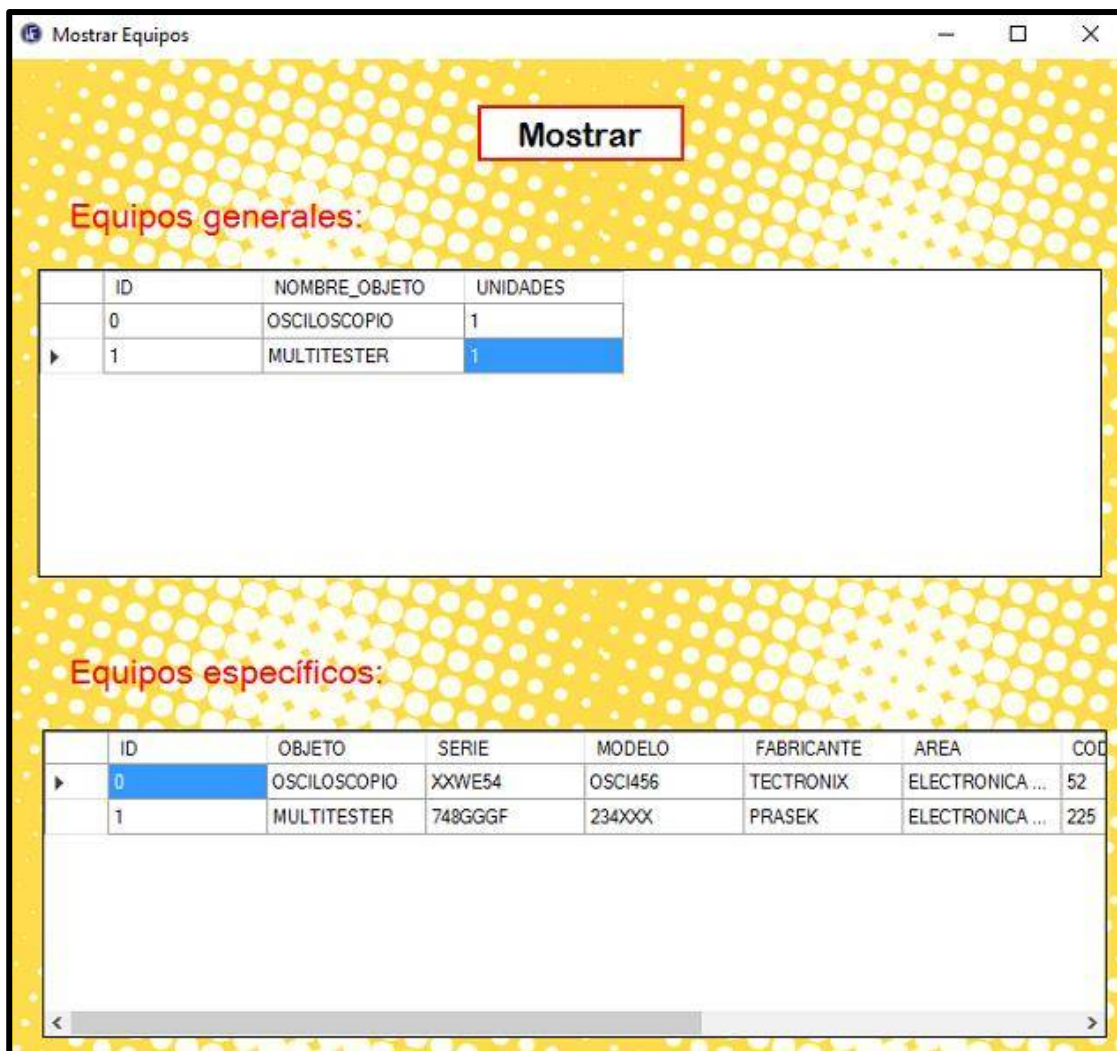 Mostrar Equipos
Mostrar
Equipos generales:
ID NOMBRE_OBJETO UNIDADES
0 OSCILOSCOPIO 1
1 MULTITESTER 1
Equipos específicos:
ID OBJETO SERIE MODELO FABRICANTE AREA COD
0 OSCILOSCOPIO XXWE54 OSCI456 TECTRONIX ELECTRONICA ... 52
1 MULTITESTER 748GGGF 234XXX PRASEK ELECTRONICA ... 225